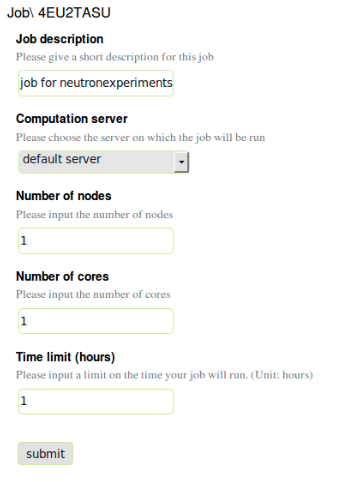 Job\ 4EU2TASU
Job description
Please give a short description for this job
job for neutronexperiments
Computation server
Please choose the server on which the job will be run
default server
Number of nodes
Please input the number of nodes
1
Number of cores
Please input the number of cores
1
Time limit (hours)
Please input a limit on the time your job will run. (Unit: hours)
1
submit